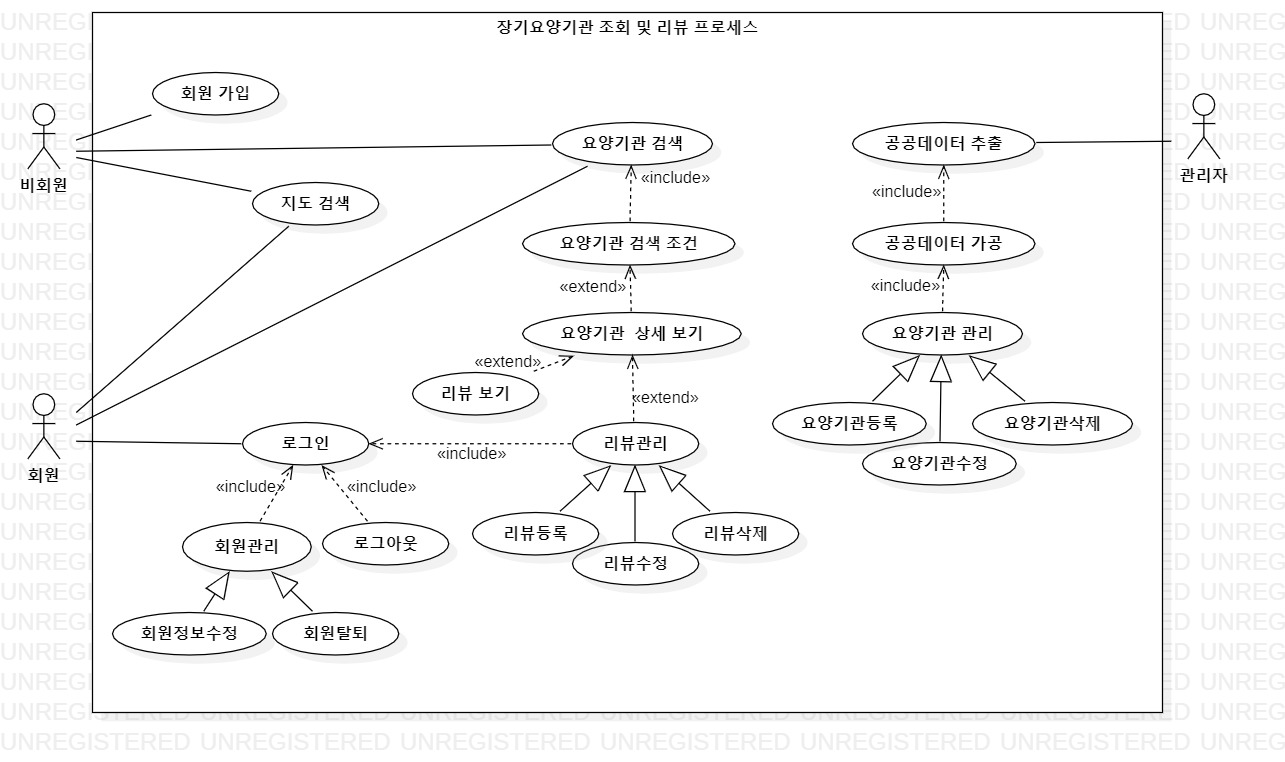 장기요양기관 조회 및 리뷰 프로세스
회원 가입
비회원
요양기관 검색
공공데이터 추출
관리자
«include»
«include»
지도 검색
요양기관 검색 조건
공공데이터 가공
«extend»
«include»
요양기관 상세 보기
요양기관 관리
«extend»
리뷰 보기
«extend»
요양기관등록
요양기관삭제
요양기관수정
회원
로그인
«include»
리뷰관리
«include»
«include»
회원관리
로그아웃
리뷰등록
리뷰삭제
리뷰수정
회원정보수정
회원탈퇴
UNREGISTERED UNREGISTERED UNREGISTERED UNREGISTERED UNREGISTERED UNREGISTERED UNREG